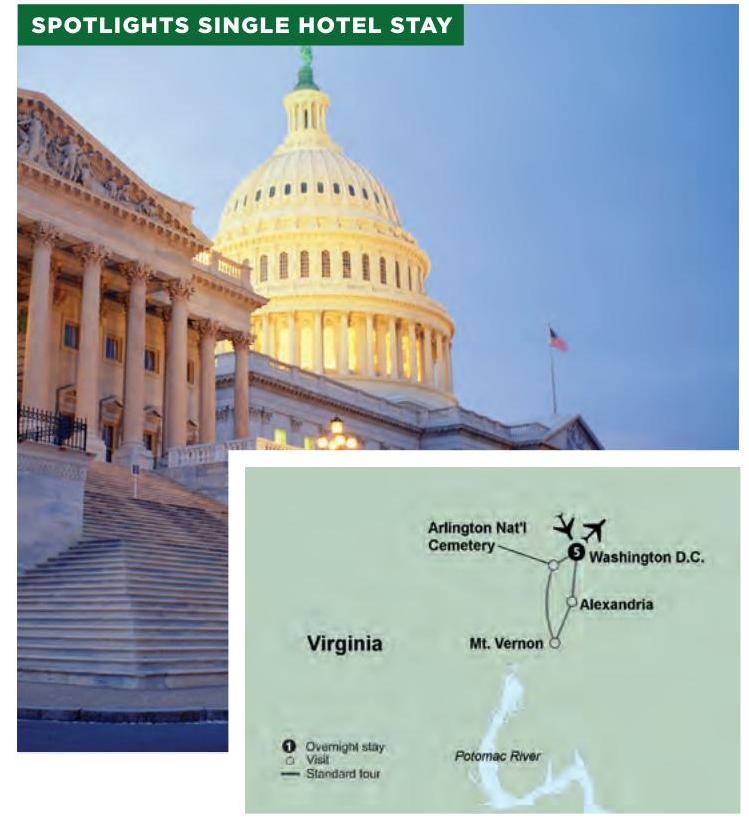 SPOTLIGHTS SINGLE HOTEL STAY
Arlington Nat'l
Cemetery
5
Washington D.C.
Alexandria
Virginia
Mt. Vernon
1 Overnight stay
Visit
Standard tour
Potomac River